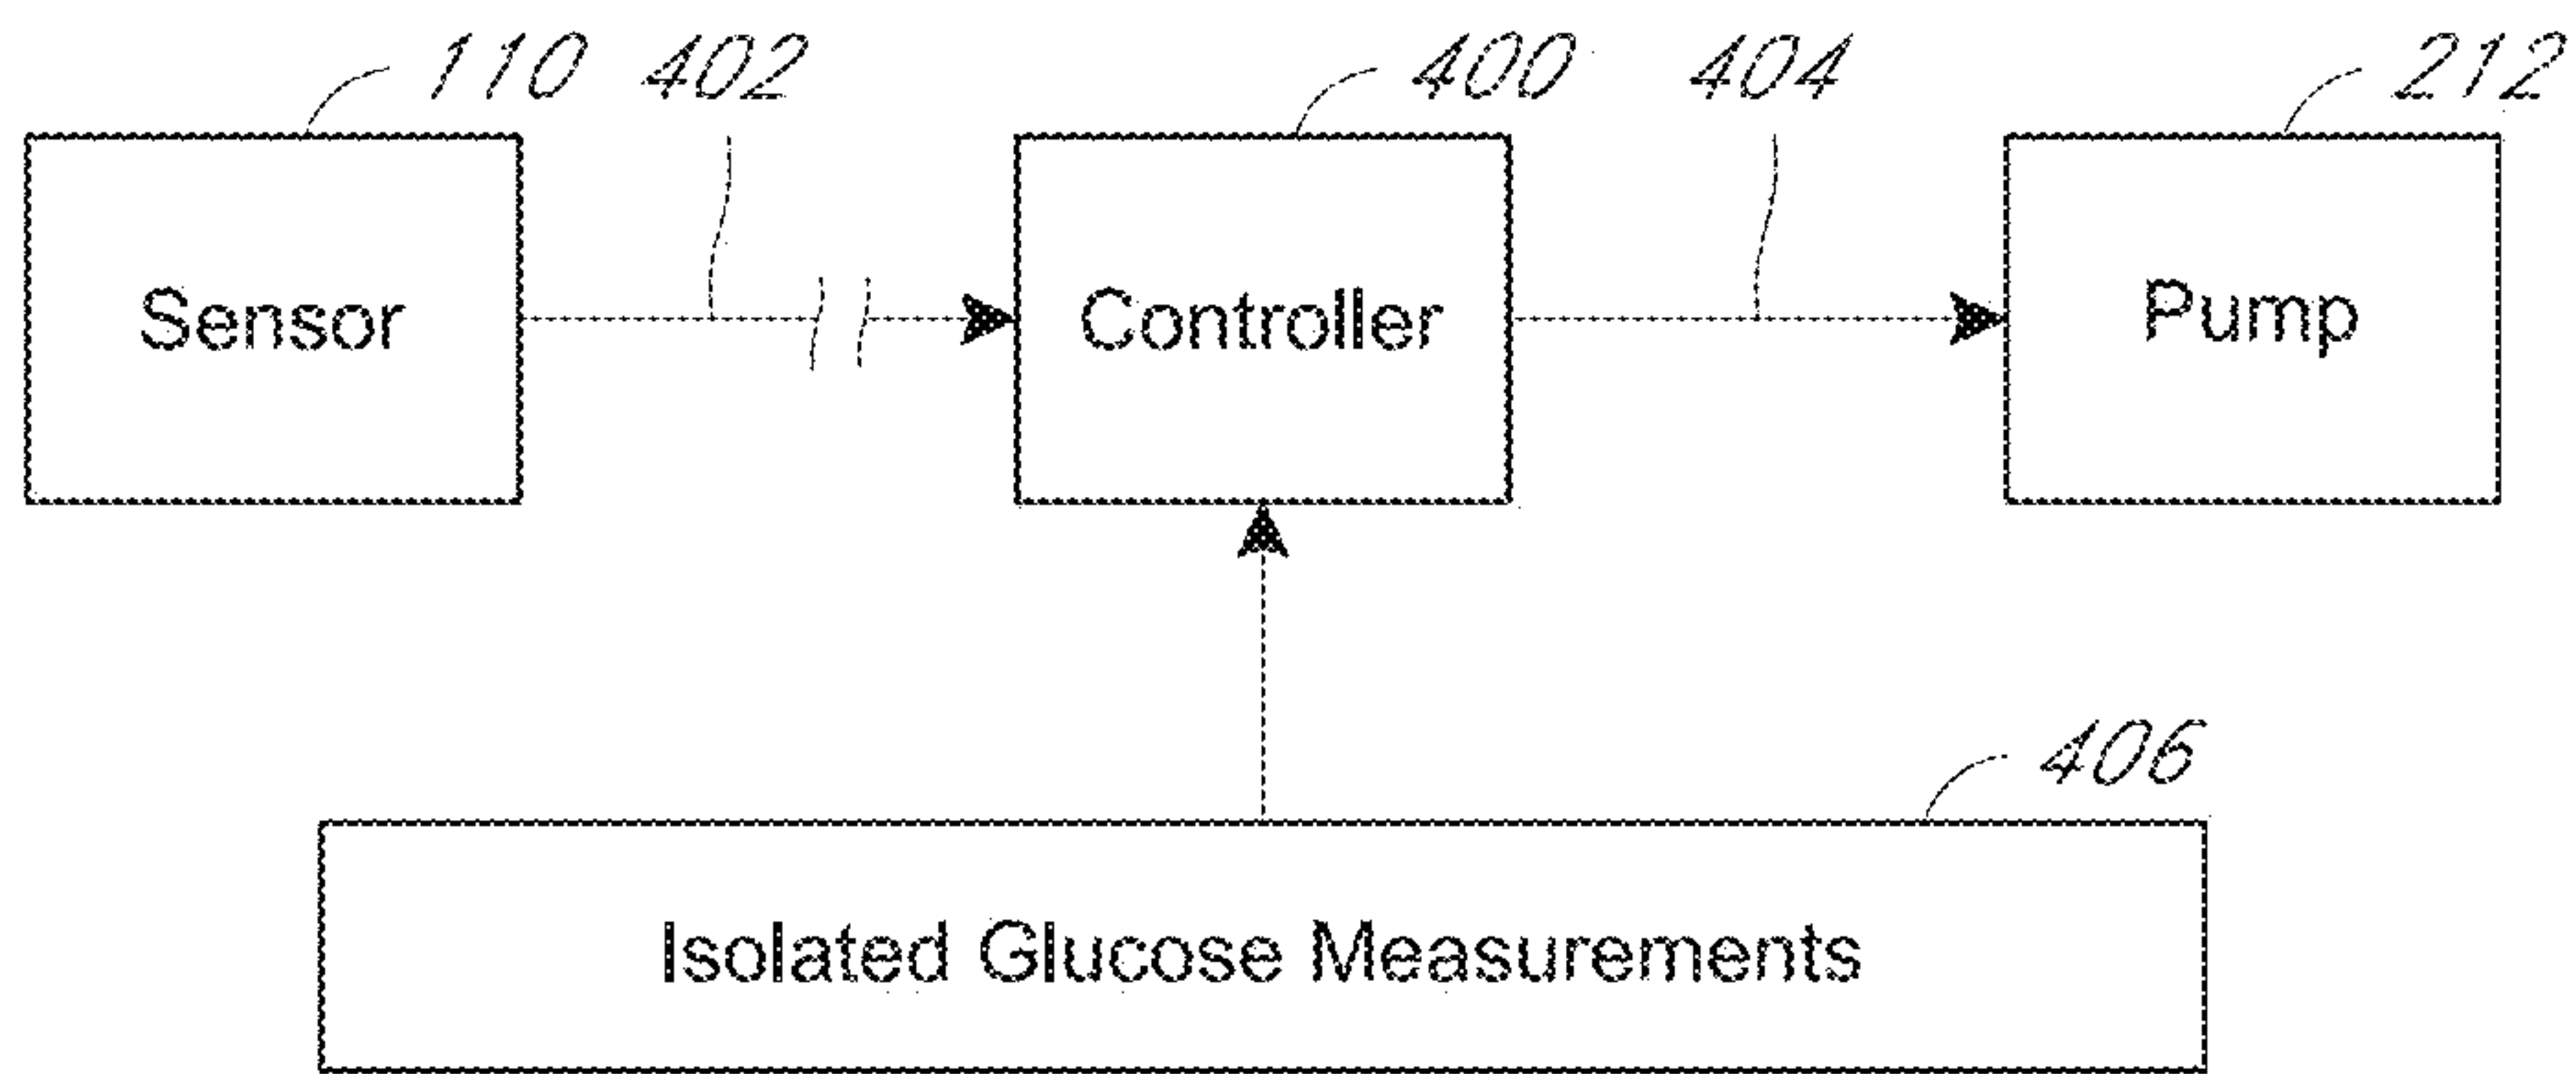 110 402 400 404 212
Sensor Controller Pump
406
Isolated Glucose Measurements